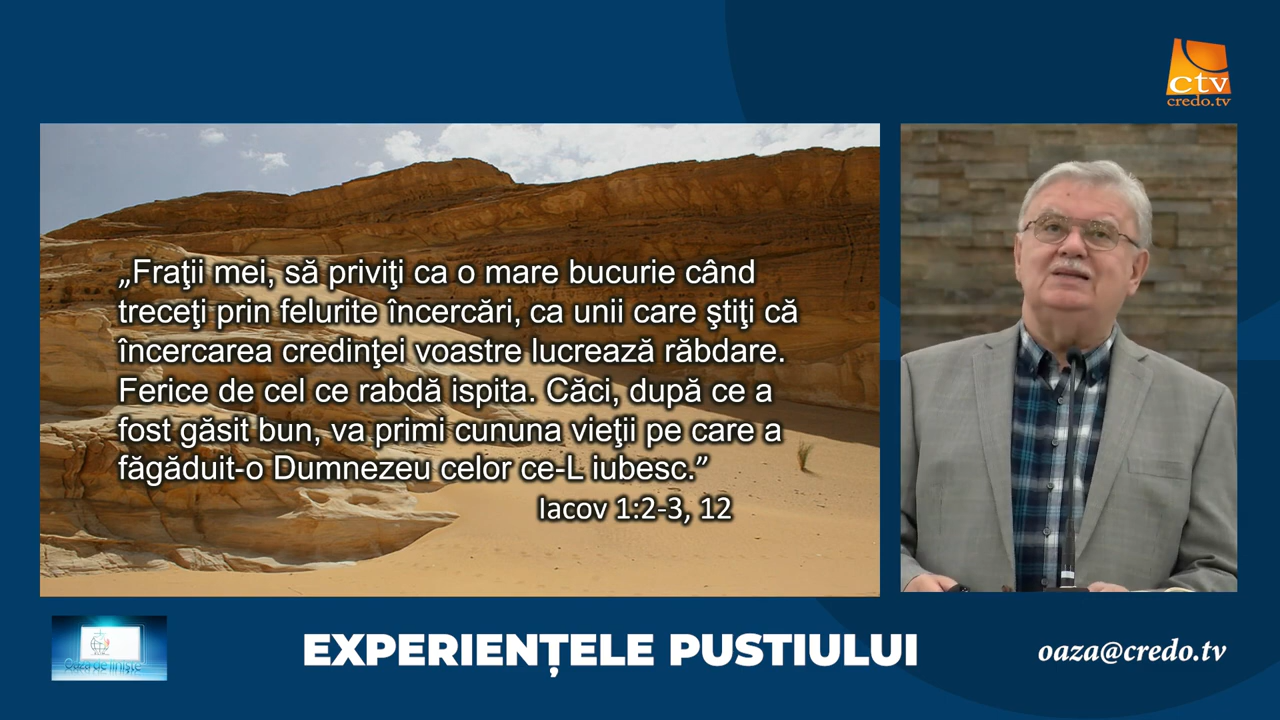 ctv
credo.tv
„Fraţii mei, să priviţi ca o mare bucurie când
treceţi prin felurite încercări, ca unii care ştiţi că
încercarea credinţei voastre lucrează răbdare.
Ferice de cel ce rabdă ispita. Căci, după ce a
fost găsit bun, va primi cununa vieţii pe care a
făgăduit-o Dumnezeu celor ce-L iubesc.”
Iacov 1:2-3, 12
Oaza de liniște
EXPERIENȚELE PUSTIULUI
oaza@credo.tv